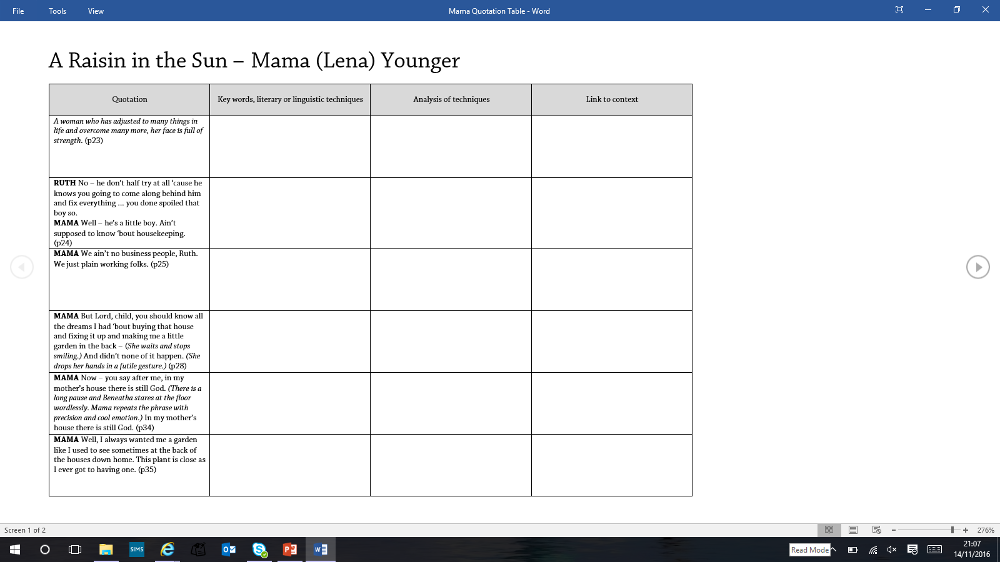 File Tools View Mama Quotation Table - Word
A Raisin in the Sun – Mama (Lena) Younger
Quotation Key words, literary or linguistic techniques Analysis of techniques Link to context
A woman who has adjusted to many things in
life and overcome many more, her face is full of
strength. (p23)
RUTH No – he don’t half try at all ‘cause he
knows you going to come along behind him
and fix everything ... you done spoiled that
boy so.
MAMA Well – he’s a little boy. Ain’t
supposed to know ‘bout housekeeping.
(p24)
MAMA We ain’t no business people, Ruth.
We just plain working folks. (p25)
MAMA But Lord, child, you should know all
the dreams I had ‘bout buying that house
and fixing it up and making me a little
garden in the back – (She waits and stops
smiling.) And didn’t none of it happen. (She
drops her hands in a futile gesture.) (p28)
MAMA Now – you say after me, in my
mother’s house there is still God. (There is a
long pause and Beneatha stares at the floor
wordlessly. Mama repeats the phrase with
precision and cool emotion.) In my mother’s
house there is still God. (p34)
MAMA Well, I always wanted me a garden
like I used to see sometimes at the back of
the houses down home. This plant is close as
I ever got to having one. (p35)
Screen 1 of 2
276%
SIMS
Read Mode
21:07
14/11/2016